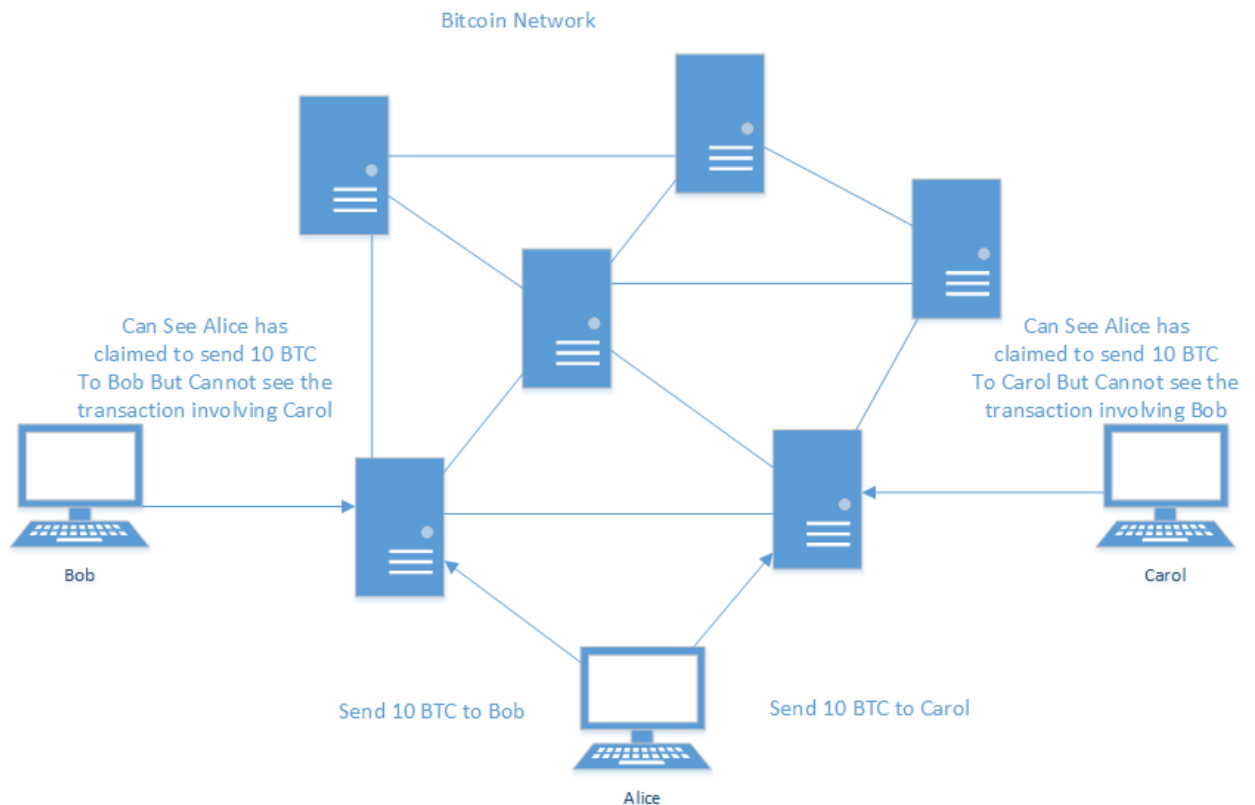 Bitcoin Network
Can See Alice has
claimed to send 10 BTC
To Bob But Cannot see the
transaction involving Carol
Can See Alice has
claimed to send 10 BTC
To Carol But Cannot see the
transaction involving Bob
Bob
Carol
Send 10 BTC to Bob
Send 10 BTC to Carol
Alice